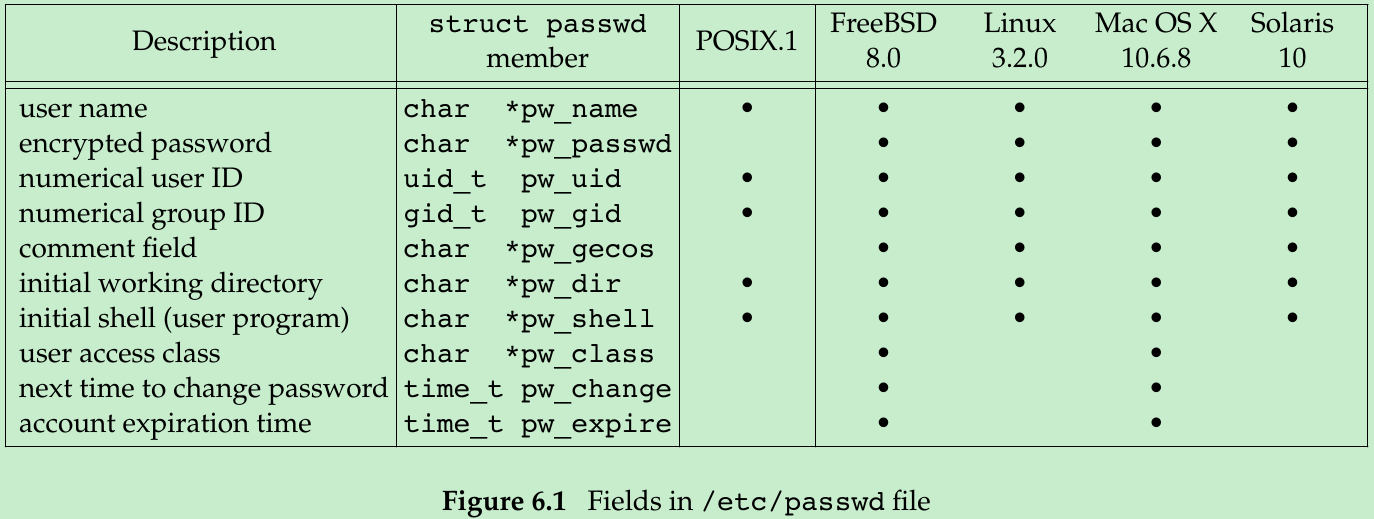 Description struct passwd member POSIX.1 FreeBSD 8.0 Linux 3.2.0 Mac OS X 10.6.8 Solaris 10
user name char *pw_name • • • • •
encrypted password char *pw_passwd • • • •
numerical user ID uid_t pw_uid • • • • •
numerical group ID gid_t pw_gid • • • • •
comment field char *pw_gecos • • • •
initial working directory char *pw_dir • • • • •
initial shell (user program) char *pw_shell • • • • •
user access class char *pw_class • •
next time to change password time_t pw_change • •
account expiration time time_t pw_expire • •
Figure 6.1 Fields in /etc/passwd file